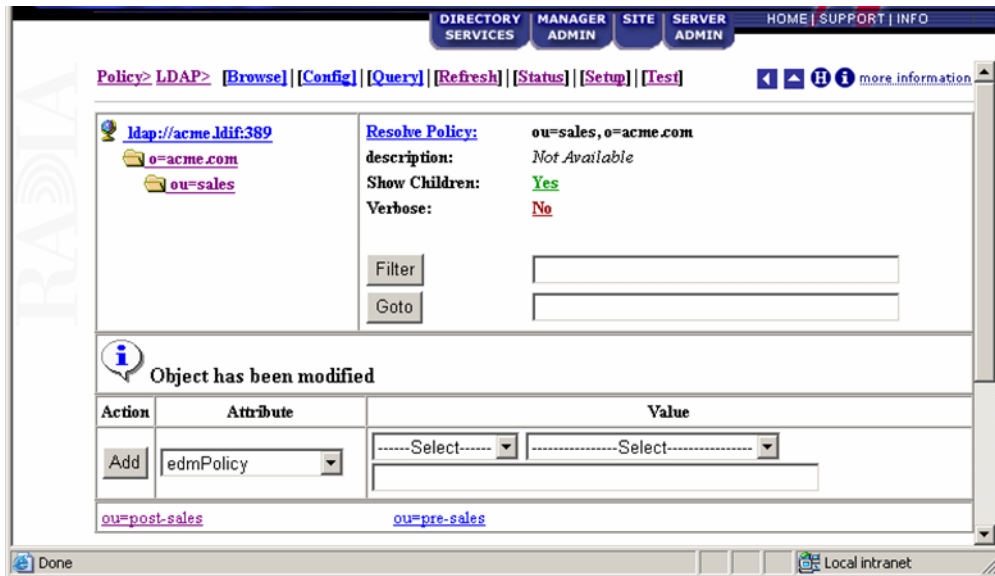 DIRECTORY SERVICES
MANAGER ADMIN
SITE
SERVER ADMIN
HOME | SUPPORT | INFO
Policy> LDAP> [Browse] | [Config] | [Query] | [Refresh] | [Status] | [Setup] | [Test]
H i more information
RADIA
ldap://acme.ldif:389
o=acme.com
ou=sales
Resolve Policy: ou=sales, o=acme.com
description: Not Available
Show Children: Yes
Verbose: No
Filter
Goto
i Object has been modified
Action Attribute Value
Add edmPolicy ------Select------ ----------------Select-----------------
ou=post-sales ou=pre-sales
Done Local intranet